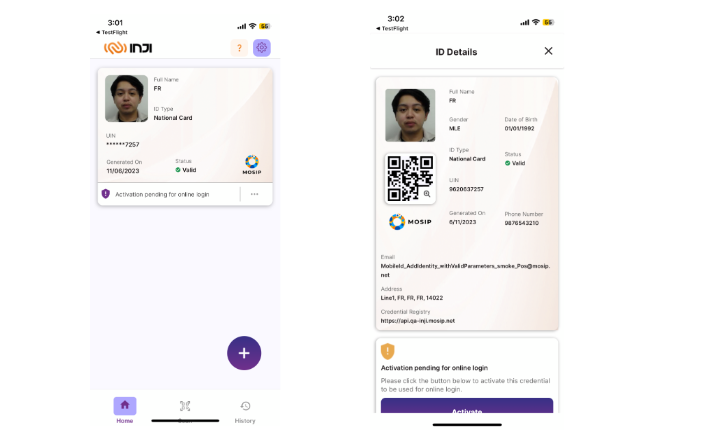 3:01
◂ TestFlight
55
INJI
?
Full Name
FR
ID Type
National Card
UIN
******7257
Generated On
11/06/2023
Status
Valid
MOSIP
Activation pending for online login
Home
History
3:02
◂ TestFlight
55
ID Details
Full Name
FR
Gender
MLE
Date of Birth
01/01/1992
ID Type
National Card
Status
Valid
UIN
9620637257
MOSIP
Generated On
6/11/2023
Phone Number
9876543210
Email
MobileId_AddIdentity_withValidParameters_smoke_Pos@mosip.
net
Address
Line1, FR, FR, FR, 14022
Credential Registry
https://api.qa-inji.mosip.net
Activation pending for online login
Please click the button below to activate this credential
to be used for online login.
Activate